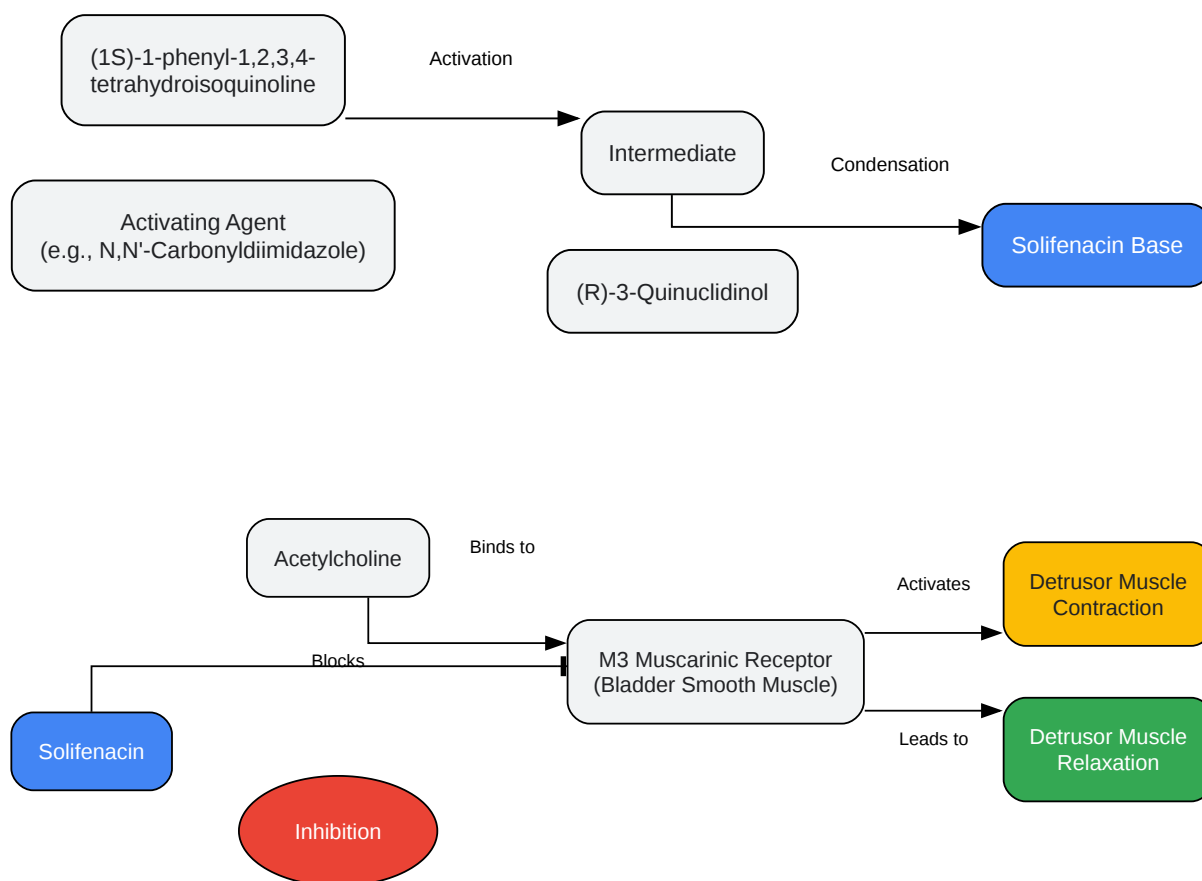 (1S)-1-phenyl-1,2,3,4-
tetrahydroisoquinoline
Activation
Intermediate
Condensation
Activating Agent
(e.g., N,N'-Carbonyldiimidazole)
Solifenacin Base
(R)-3-Quinuclidinol
Acetylcholine
Binds to
Activates
Detrusor Muscle
Contraction
Blocks
M3 Muscarinic Receptor
(Bladder Smooth Muscle)
Solifenacin
Leads to
Detrusor Muscle
Relaxation
Inhibition